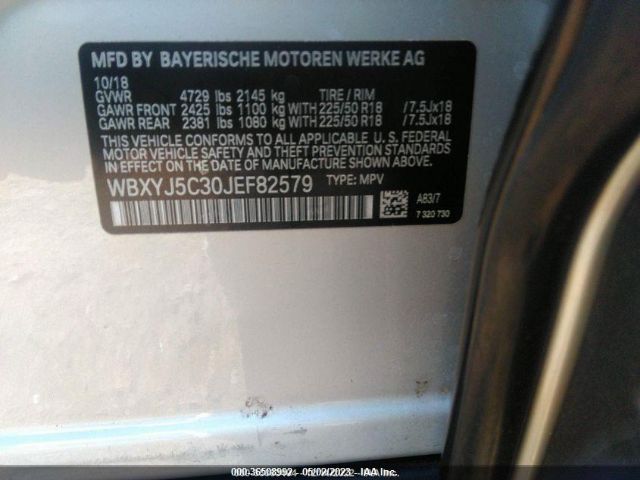 MFD BY BAYERISCHE MOTOREN WERKE AG
10/18
GVWR 4729 lbs 2145 kg TIRE / RIM
GAWR FRONT 2425 lbs 1100 kg WITH 225/50 R18 /7.5Jx18
GAWR REAR 2381 lbs 1080 kg WITH 225/50 R18 /7.5Jx18
THIS VEHICLE CONFORMS TO ALL APPLICABLE U. S. FEDERAL
MOTOR VEHICLE SAFETY AND THEFT PREVENTION STANDARDS
IN EFFECT ON THE DATE OF MANUFACTURE SHOWN ABOVE.
WBXYJ5C30JEF82579 TYPE: MPV
A83/7
7 320 730
000-36508992 - 05/02/2023 - IAA Inc.